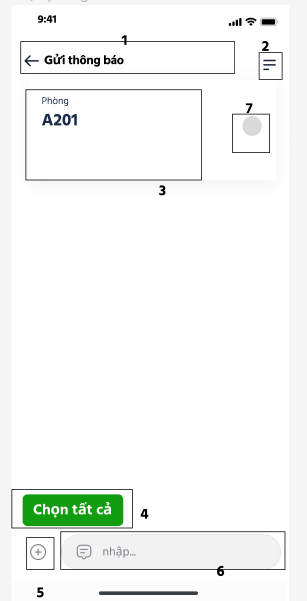 9:41
1
Gửi thông báo
2
Phòng
A201
7
3
Chọn tất cả
4
nhập...
6
5